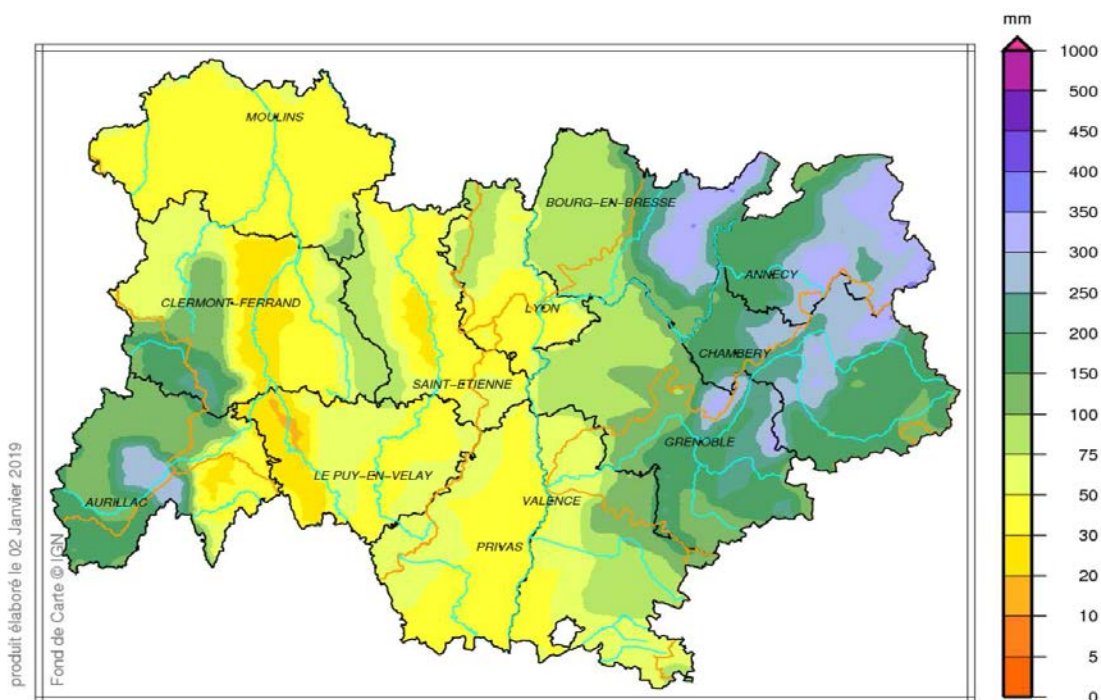 mm
1000
500
450
400
350
300
250
200
150
100
75
50
30
20
10
5
0
MOULINS
BOURG-EN-BRESSE
ANNECY
CLERMONT-FERRAND
LYON
CHAMBERY
SAINT-ETIENNE
GRENOBLE
LE PUY-EN-VELAY
AURILLAC
VALENCE
PRIVAS
produit élaboré le 02 Janvier 2019
Fond de Carte © IGN